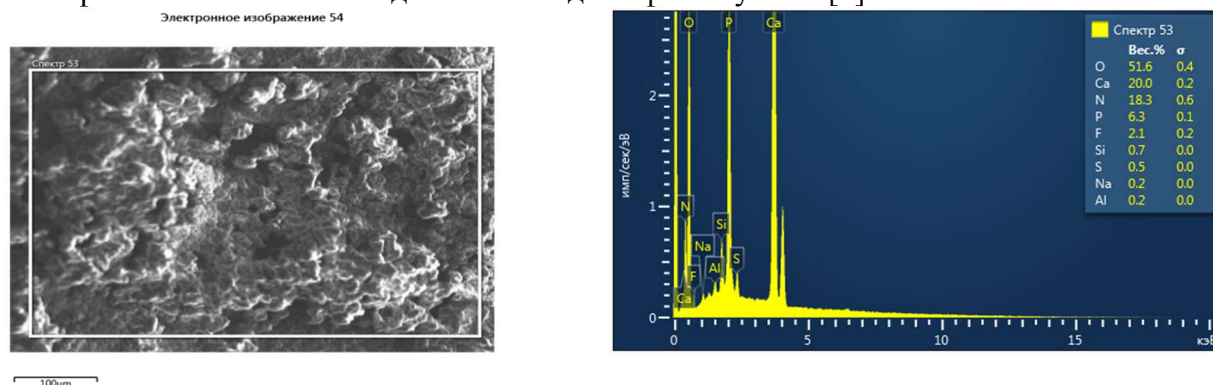 Электронное изображение 54
Спектр 53
100µm
имп/сек/эВ
2
1
0
O
P
Ca
N
Na
Si
F
Al
S
Ca
0
5
10
15
кэВ
Спектр 53
Вес.% σ
O 51.6 0.4
Ca 20.0 0.2
N 18.3 0.6
P 6.3 0.1
F 2.1 0.2
Si 0.7 0.0
S 0.5 0.0
Na 0.2 0.0
Al 0.2 0.0